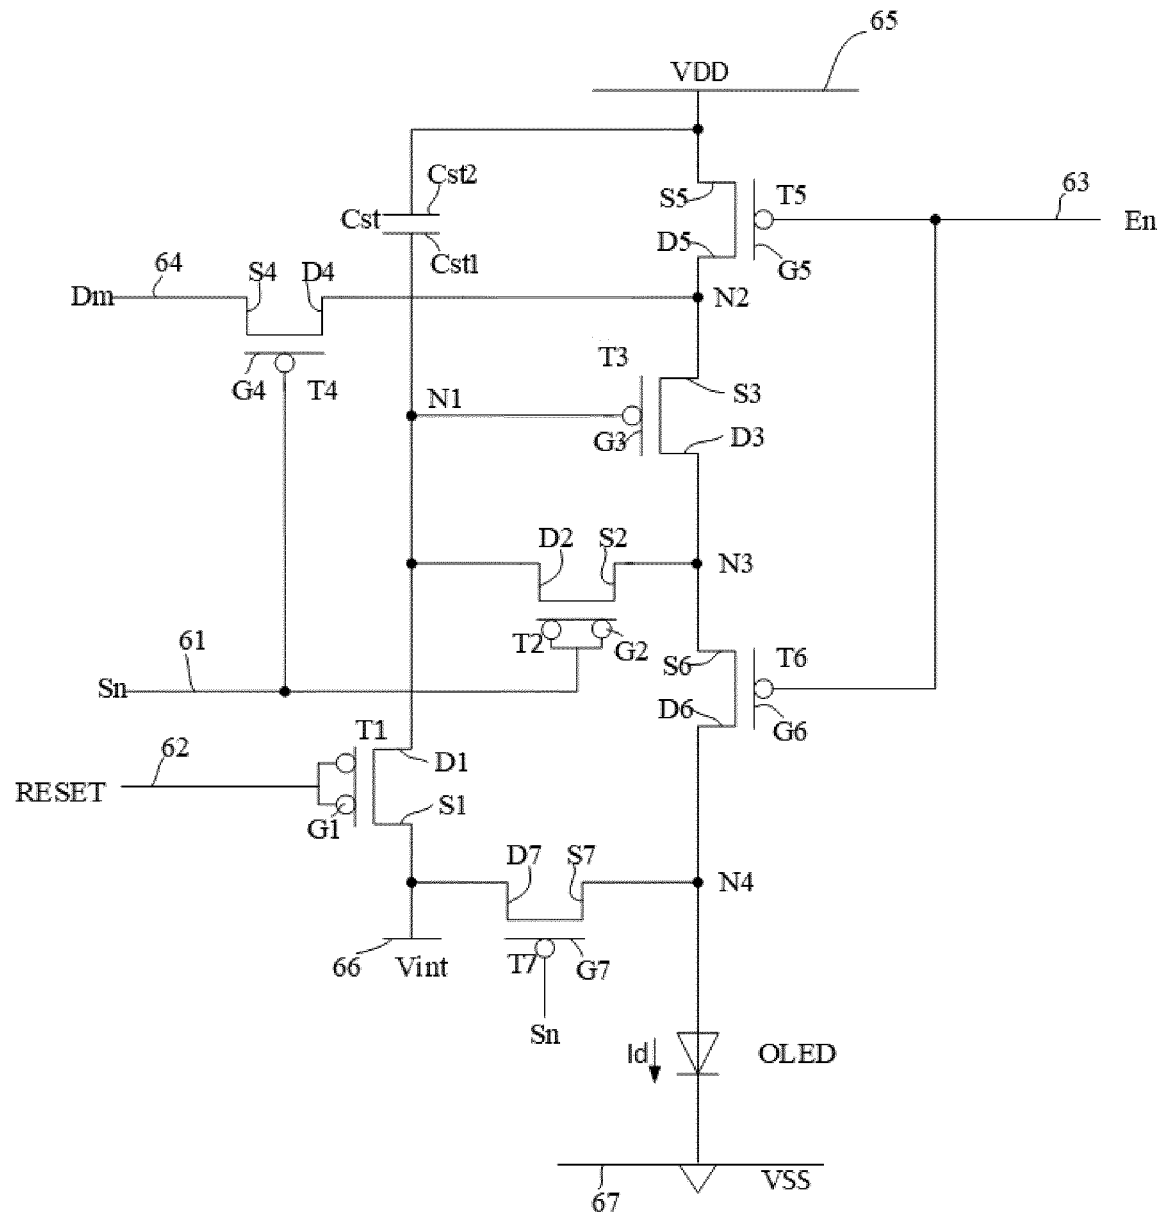 65
VDD
Cst2
S5
T5
63
Cst
En
D5
G5
64
S4
D4
Cst1
Dm
N2
T3
G4
T4
N1
S3
G3
D3
D2
S2
N3
61
T2
G2
T6
S6
Sn
D6
G6
62
T1
D1
RESET
S1
G1
D7
S7
N4
66
Vint
T7
G7
Sn
Id
OLED
67
VSS